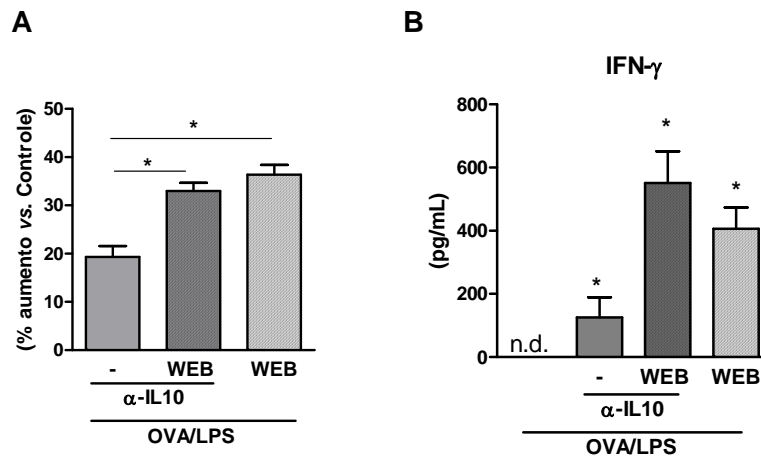 A
(% aumento vs. Controle)
50
40
30
20
10
0
*
*
- WEB WEB
α-IL10
OVA/LPS
B
IFN-γ
(pg/mL)
800
600
400
200
0
n.d.
*
*
*
- WEB WEB
α-IL10
OVA/LPS